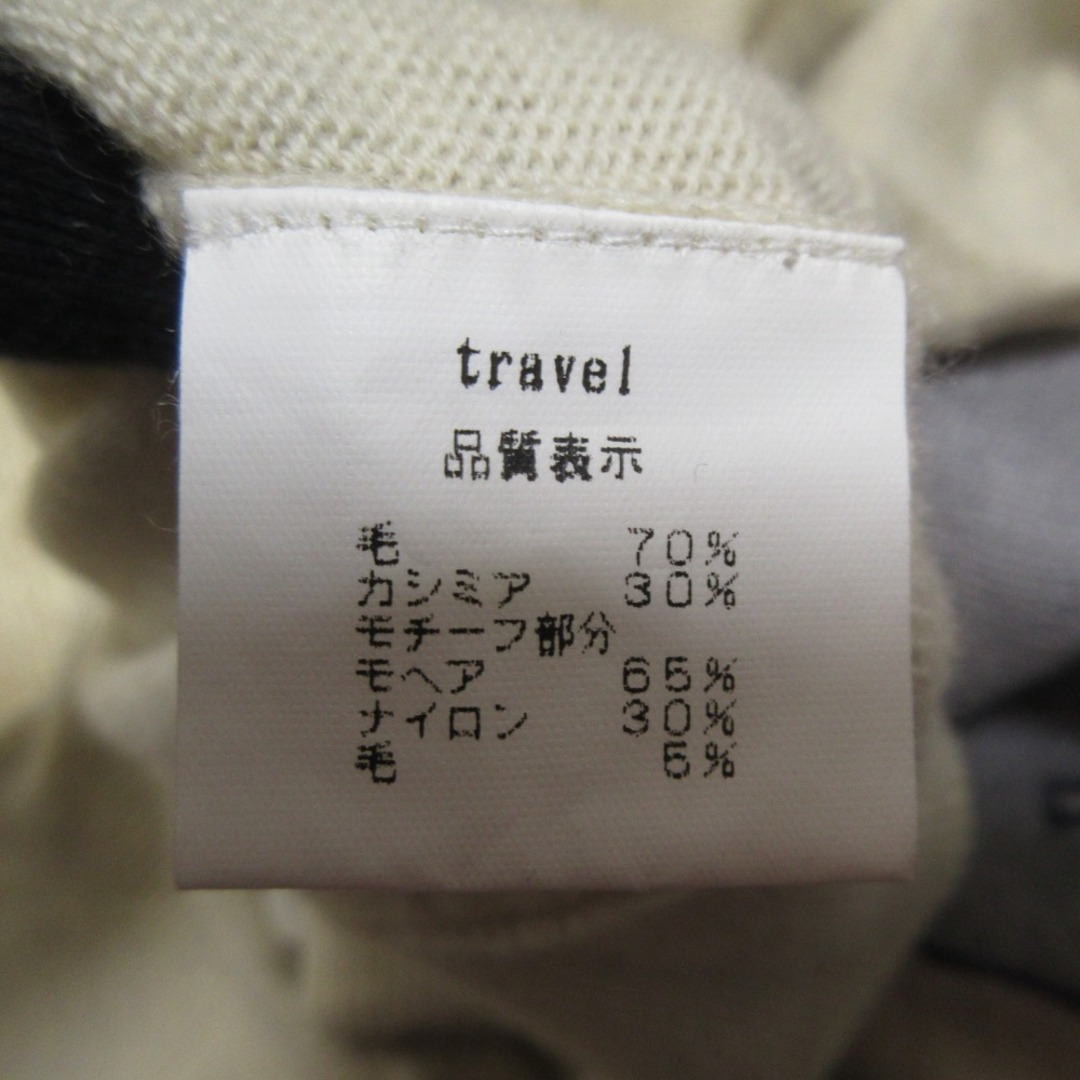 travel
品質表示
毛 70%
カシミア 30%
モチーフ部分
モヘア 65%
ナイロン 30%
毛 5%